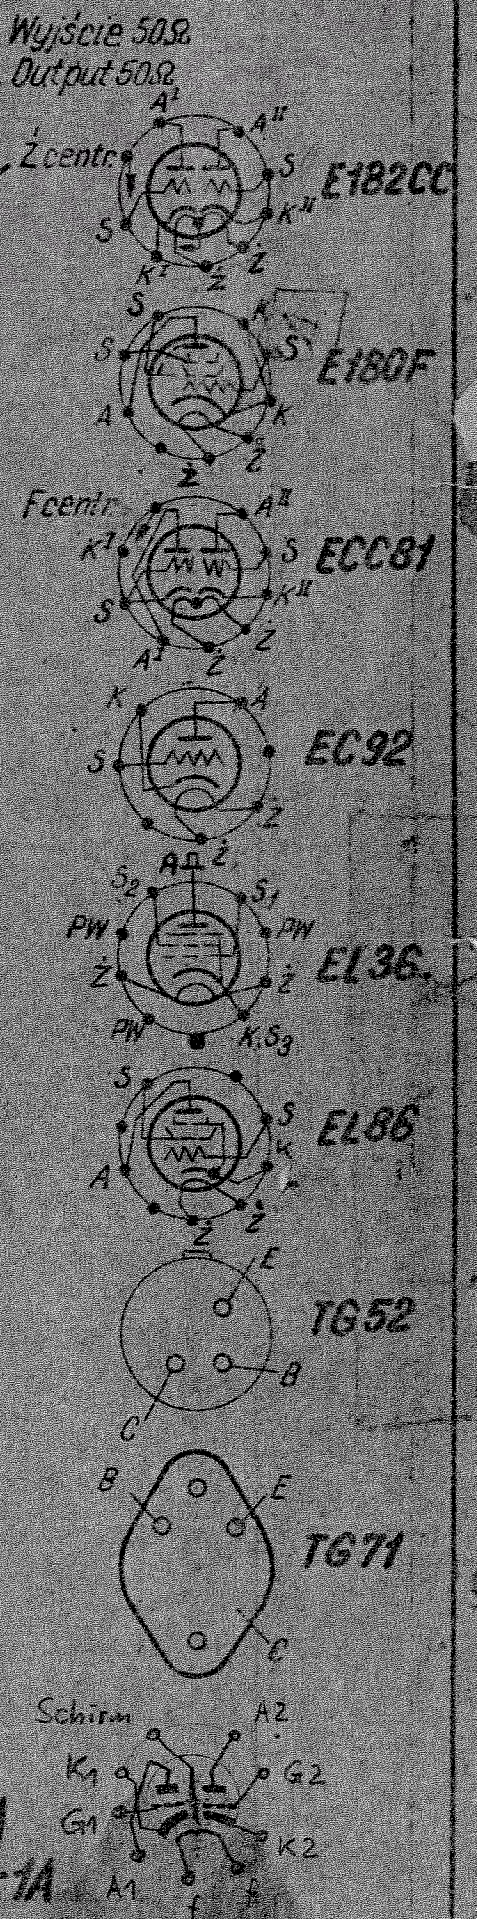 Wyjście 50Ω
Output 50Ω
A^I
A^II
Ż centr.
S
E182CC
S
K^II
K^I
Ż
Ż
S
K
S
S
E180F
A
K
Ż
Ż
Fcentr.
A^II
K^I
S
ECC81
S
K^II
A^I
Ż
Ż
K
A
S
EC92
Ż
Ż
A
S2
S1
PW
PW
Ż
Ż
EL36.
PW
K,S3
S
S
EL86
K
A
Ż
Ż
E
TG52
B
C
B
E
TG71
C
Schirm
A2
K1
G2
G1
K2
1A
A1
f
f